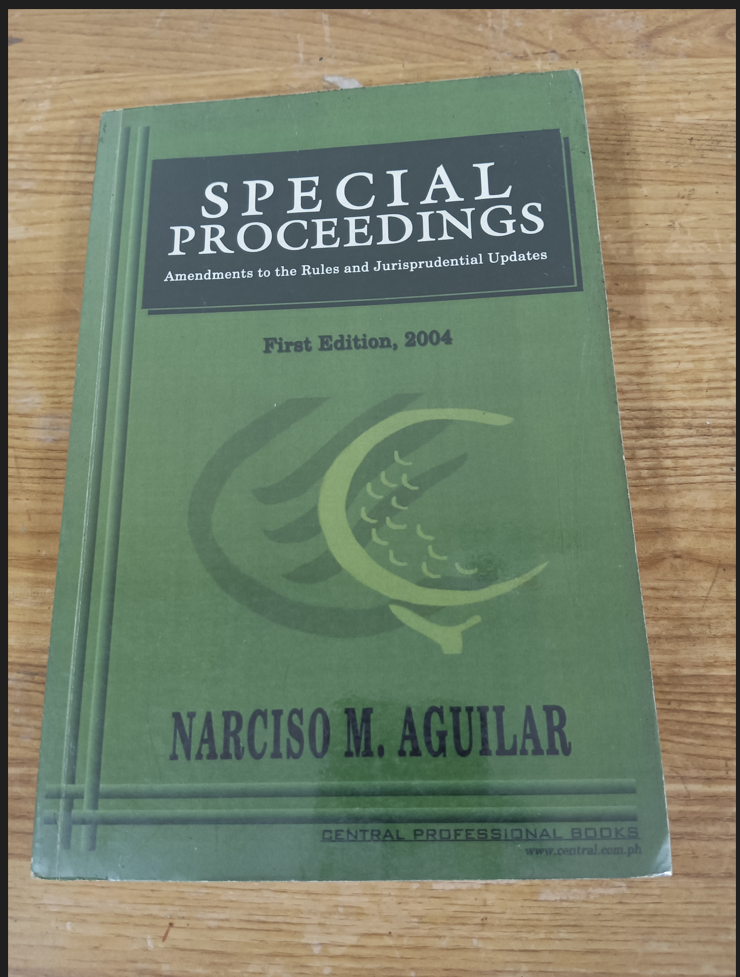 SPECIAL
PROCEEDINGS
Amendments to the Rules and Jurisprudential Updates
First Edition, 2004
NARCISO M. AGUILAR
CENTRAL PROFESSIONAL BOOKS
www.central.com.ph